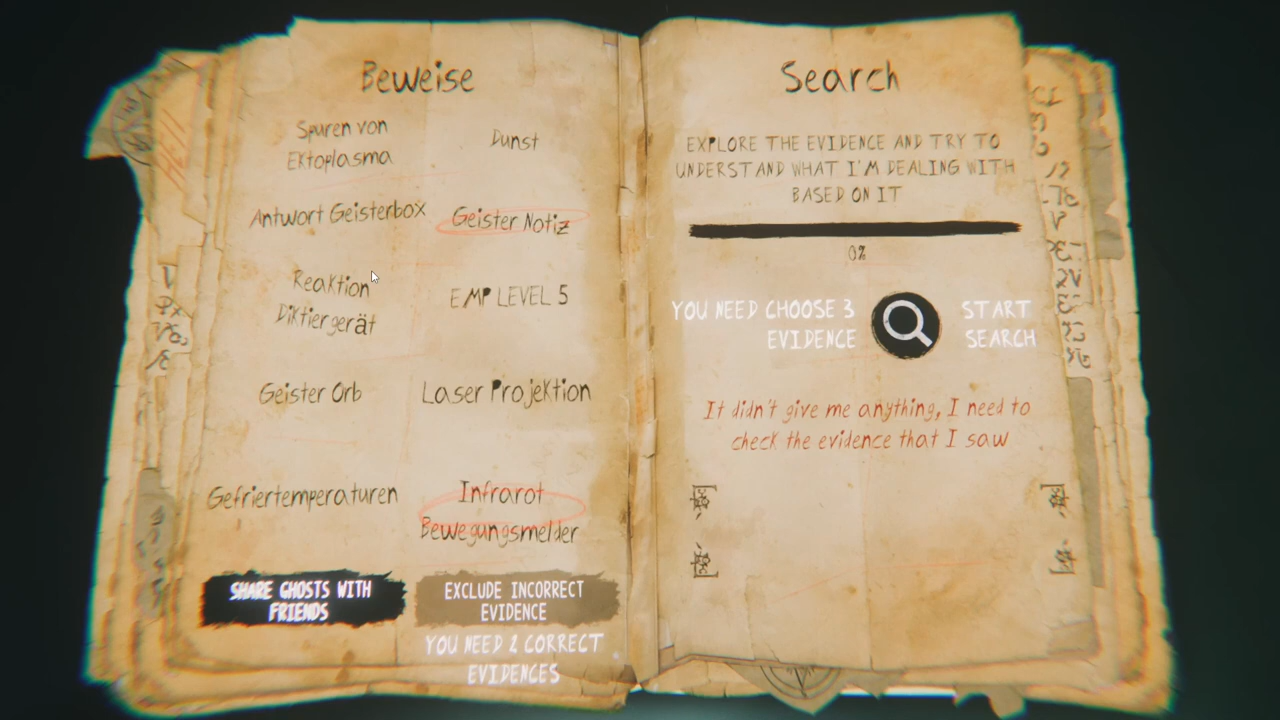 Beweise
Spuren von
Ektoplasma
Dunst
Antwort Geisterbox
Geister Notiz
Reaktion
Diktiergerät
EMP LEVEL 5
Geister Orb
Laser Projektion
Gefriertemperaturen
Infrarot
Bewegungsmelder
SHARE GHOSTS WITH
FRIENDS
EXCLUDE INCORRECT
EVIDENCE
YOU NEED 2 CORRECT
EVIDENCES
Search
EXPLORE THE EVIDENCE AND TRY TO
UNDERSTAND WHAT I'M DEALING WITH
BASED ON IT
0%
YOU NEED CHOOSE 3
EVIDENCE
START
SEARCH
It didn't give me anything, I need to
check the evidence that I saw